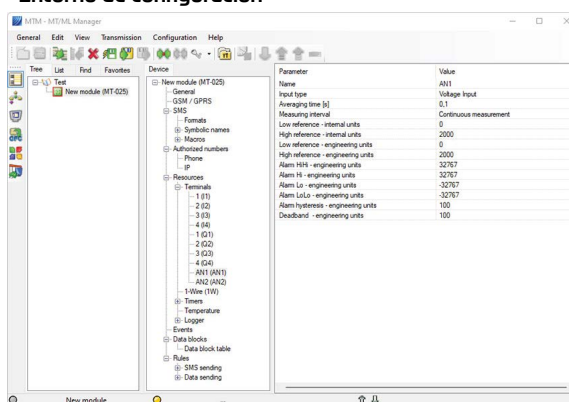 Entorno de configuración
MTM - MT/ML Manager
General Edit View Transmission Configuration Help
Tree List Find Favortes
Test
New module (MT-025)
Device
New module (MT-025)
General
GSM / GPRS
SMS
Formats
Symbolic names
Macros
Authorized numbers
Phone
IP
Resources
Terminals
1 (I1)
2 (I2)
3 (I3)
4 (I4)
1 (Q1)
2 (Q2)
3 (Q3)
4 (Q4)
AN1 (AN1)
AN2 (AN2)
1-Wire (1W)
Timers
Temperature
Logger
Events
Data blocks
Data block table
Rules
SMS sending
Data sending
Parameter Value
Name AN1
Input type Voltage Input
Averaging time [s] 0,1
Measuring interval Continuous measurement
Low reference - internal units 0
High reference - internal units 2000
Low reference - engineering units 0
High reference - engineering units 2000
Alarm HiHi - engineering units 32767
Alarm Hi - engineering units 32767
Alarm Lo - engineering units -32767
Alarm LoLo - engineering units -32767
Alarm hysteresis - engineering units 100
Deadband - engineering units 100
New module